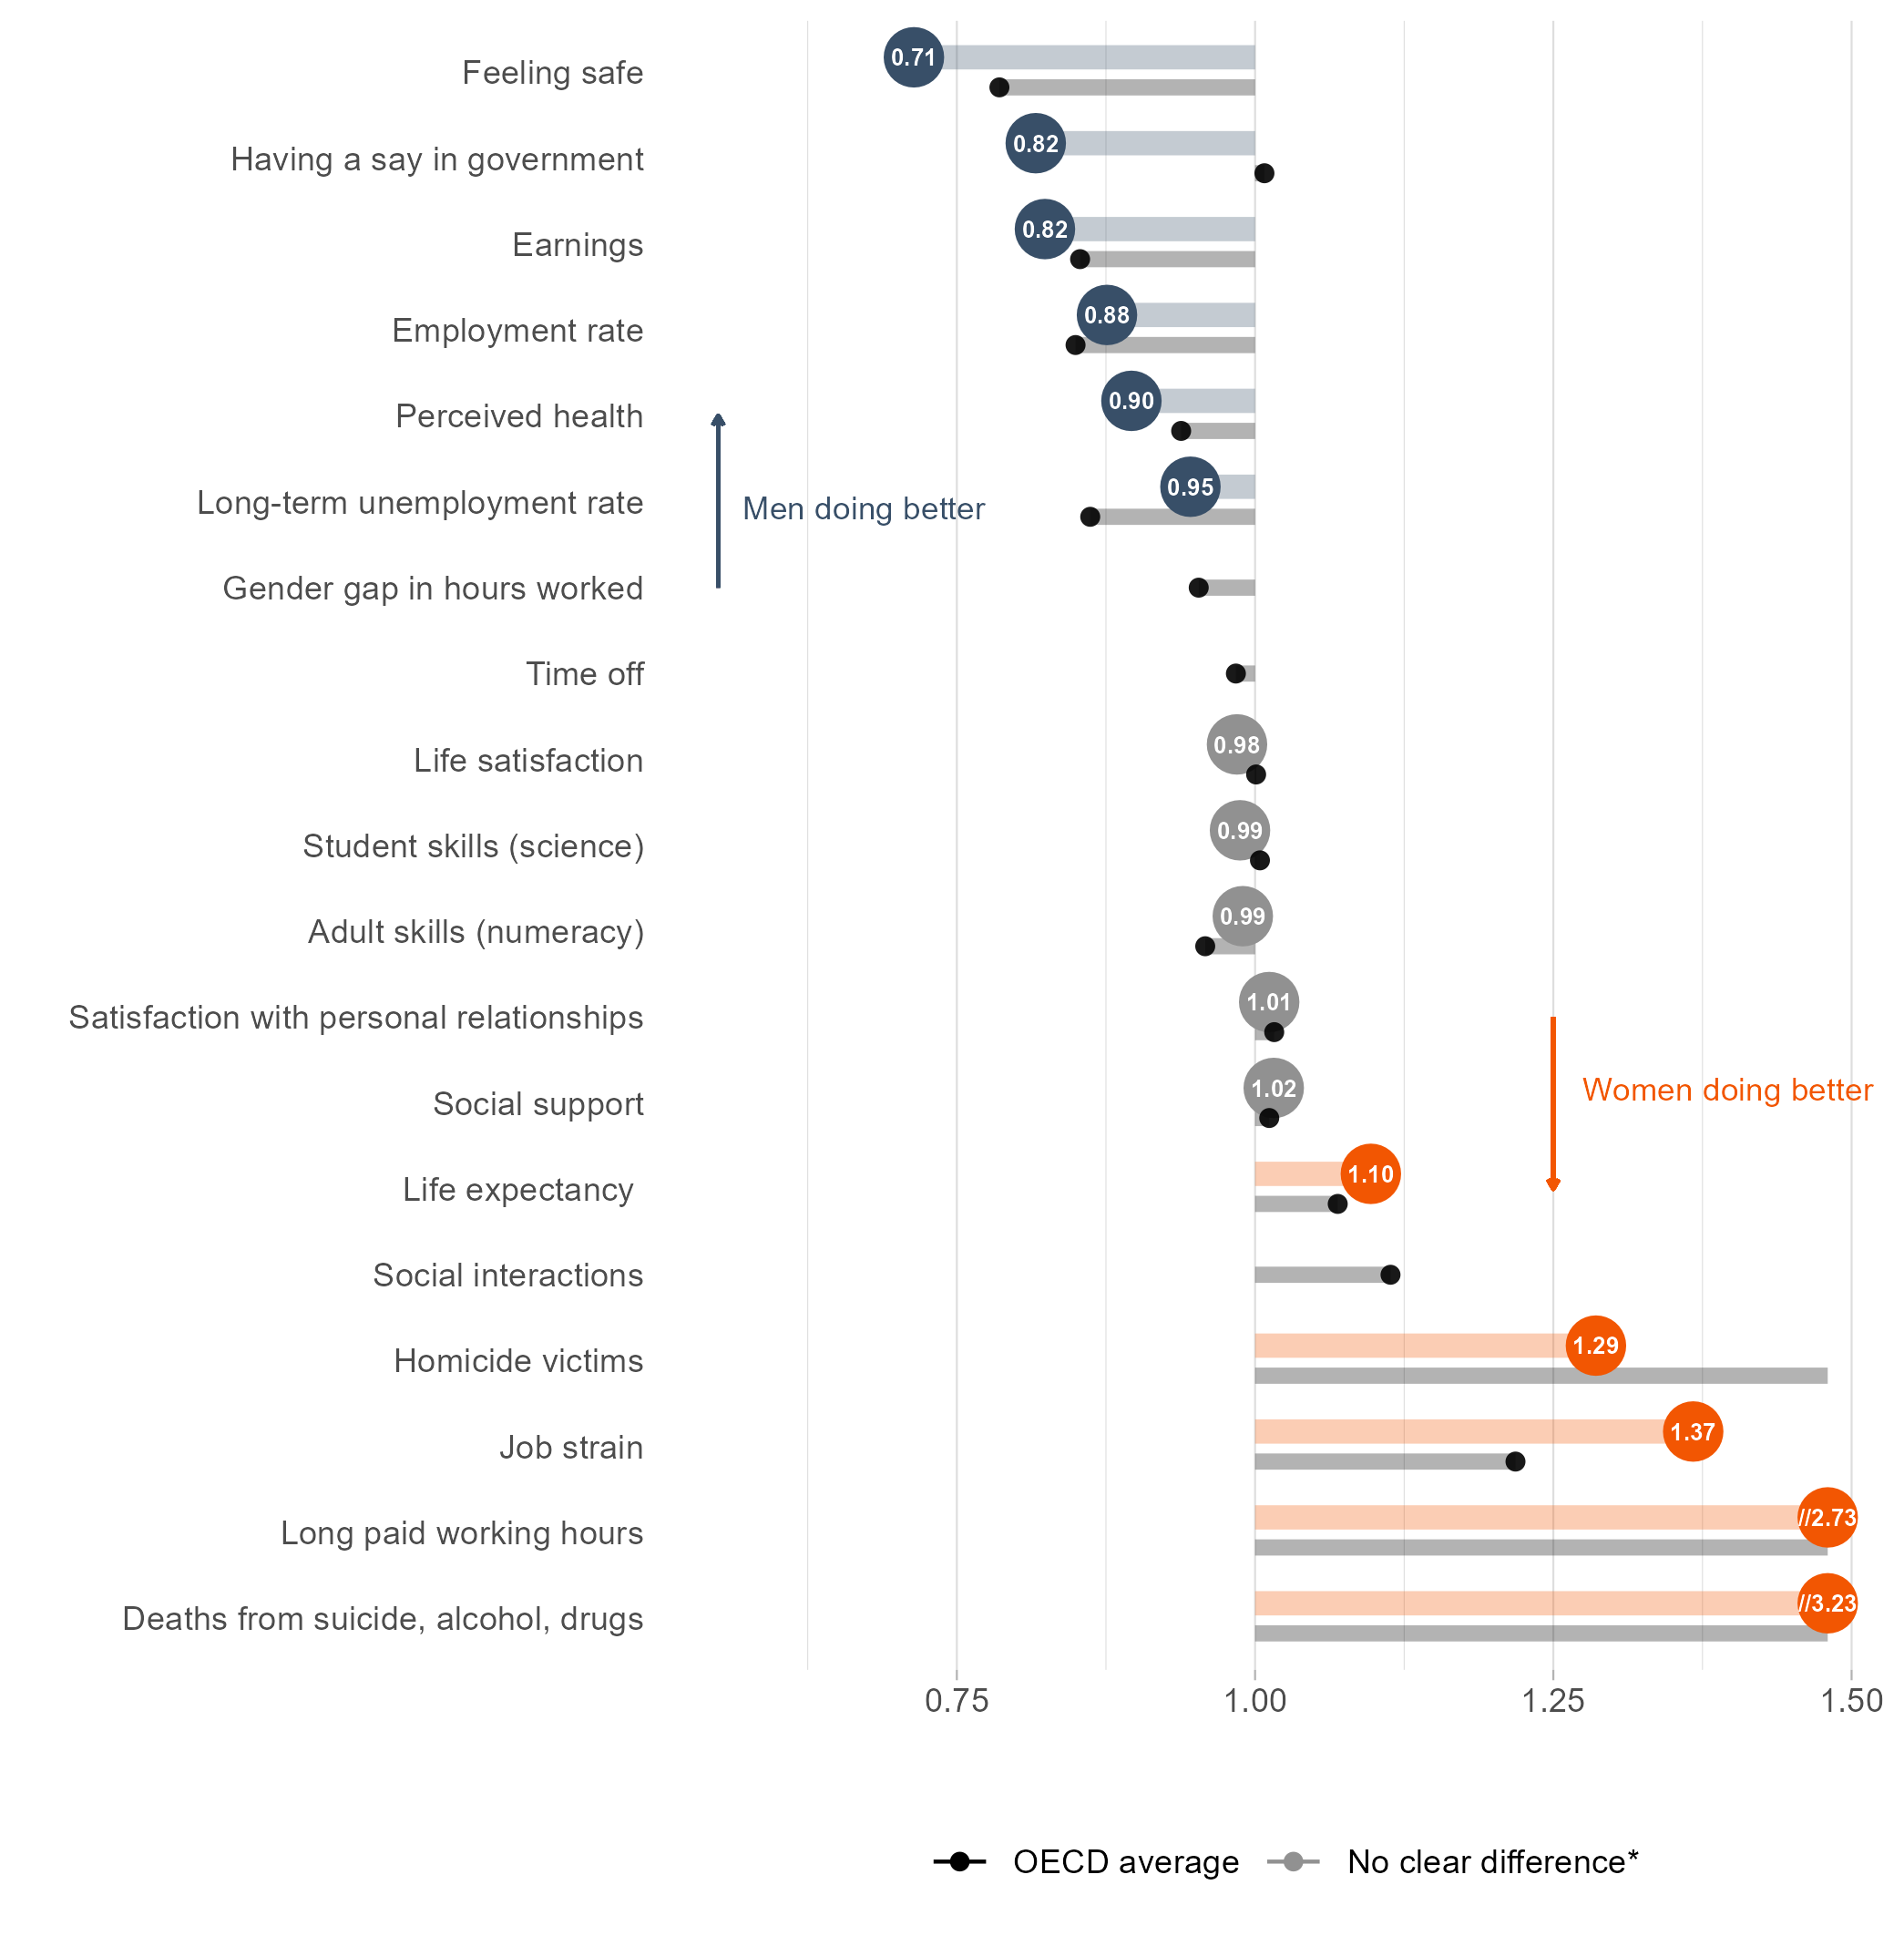 Feeling safe
0.71
Having a say in government
0.82
Earnings
0.82
Employment rate
0.88
Perceived health
0.90
Long-term unemployment rate
0.95
Men doing better
Gender gap in hours worked
Time off
Life satisfaction
0.98
Student skills (science)
0.99
Adult skills (numeracy)
0.99
Satisfaction with personal relationships
1.01
Social support
1.02
Women doing better
Life expectancy
1.10
Social interactions
Homicide victims
1.29
Job strain
1.37
Long paid working hours
//2.73
Deaths from suicide, alcohol, drugs
//3.23
0.75 1.00 1.25 1.50
OECD average No clear difference*